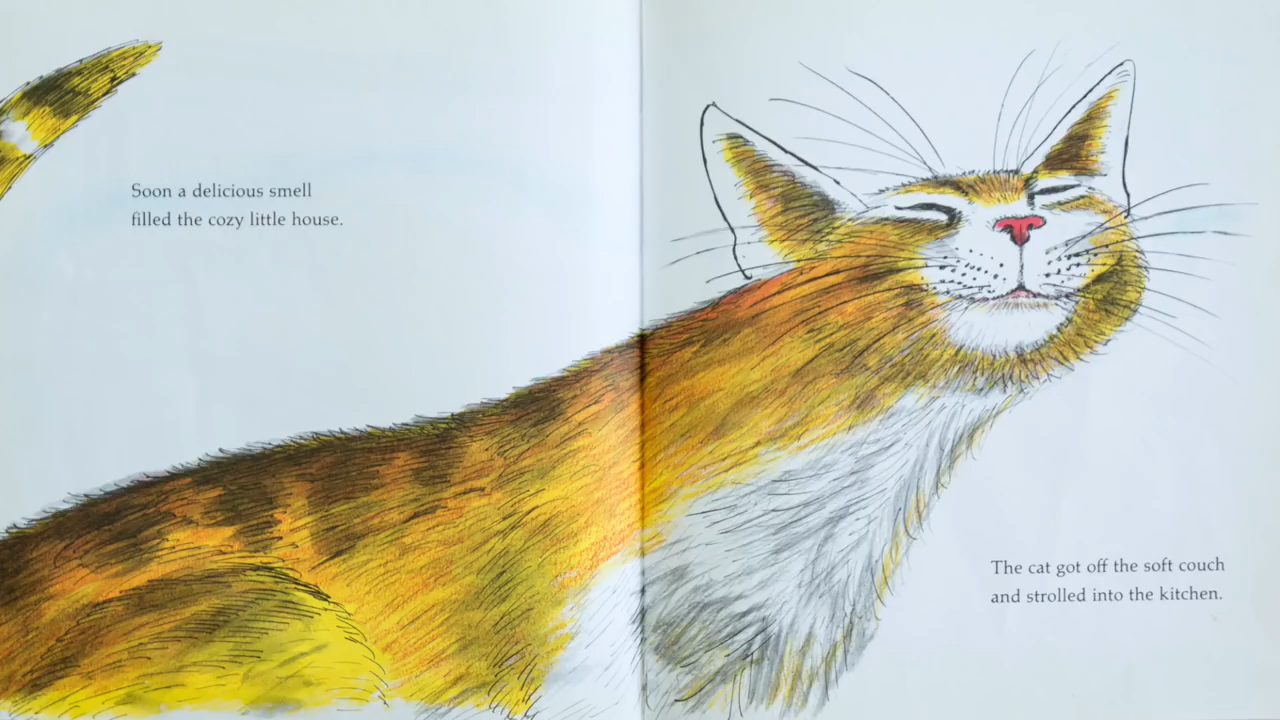 Soon a delicious smell
filled the cozy little house.
The cat got off the soft couch
and strolled into the kitchen.